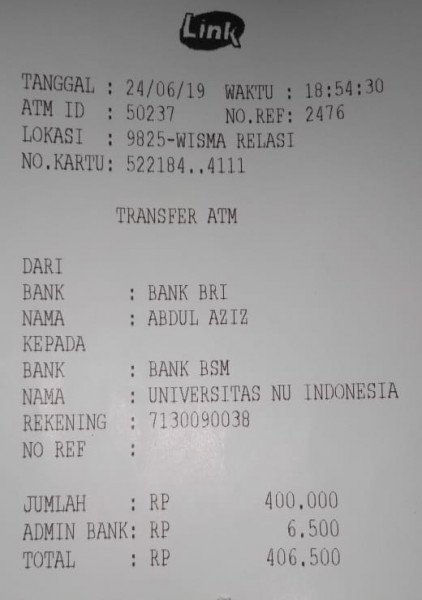 Link
TANGGAL : 24/06/19 WAKTU : 18:54:30
ATM ID : 50237 NO.REF: 2476
LOKASI : 9825-WISMA RELASI
NO.KARTU: 522184..4111
TRANSFER ATM
DARI
BANK : BANK BRI
NAMA : ABDUL AZIZ
KEPADA
BANK : BANK BSM
NAMA : UNIVERSITAS NU INDONESIA
REKENING : 7130090038
NO REF :
JUMLAH : RP 400.000
ADMIN BANK: RP 6.500
TOTAL : RP 406.500